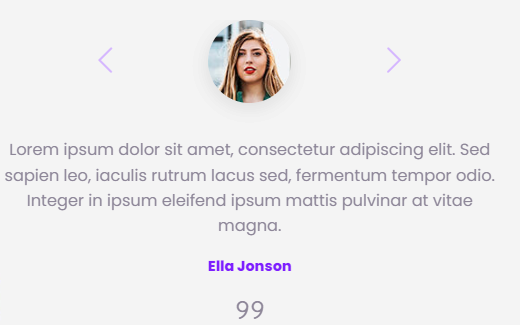 Lorem ipsum dolor sit amet, consectetur adipiscing elit. Sed
sapien leo, iaculis rutrum lacus sed, fermentum tempor odio.
Integer in ipsum eleifend ipsum mattis pulvinar at vitae
magna.
Ella Jonson
99